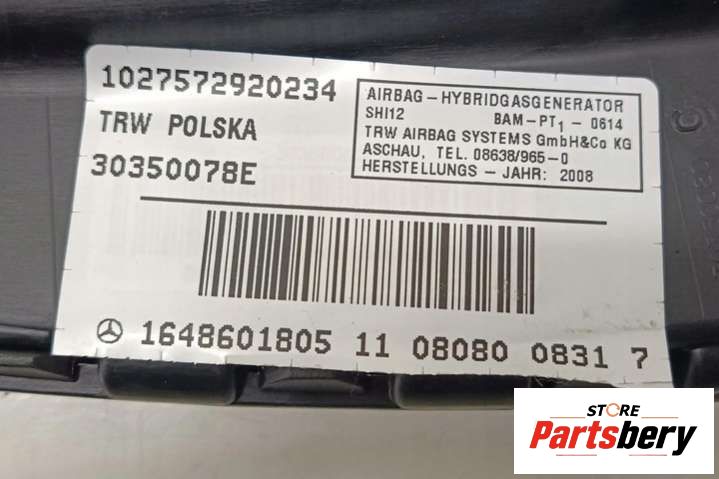 1027572920234
TRW POLSKA
30350078E
AIRBAG-HYBRIDGASGENERATOR
SHI12 BAM-PT1-0614
TRW AIRBAG SYSTEMS GmbH&Co KG
ASCHAU, TEL. 08638/965-0
HERSTELLUNGS - JAHR: 2008
1648601805 11 08080 0831 7
STORE
Partsbery